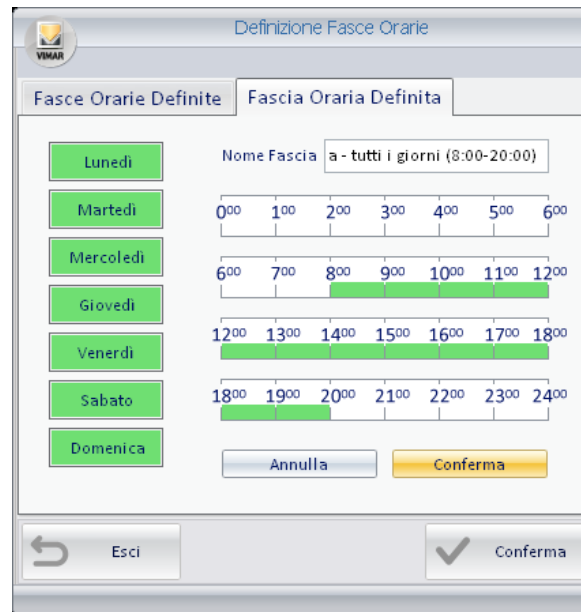 Definizione Fasce Orarie
VIMAR
Fasce Orarie Definite
Fascia Oraria Definita
Lunedì
Martedì
Mercoledì
Giovedì
Venerdì
Sabato
Domenica
Nome Fascia a - tutti i giorni (8:00-20:00)
0⁰⁰ 1⁰⁰ 2⁰⁰ 3⁰⁰ 4⁰⁰ 5⁰⁰ 6⁰⁰
6⁰⁰ 7⁰⁰ 8⁰⁰ 9⁰⁰ 10⁰⁰ 11⁰⁰ 12⁰⁰
12⁰⁰ 13⁰⁰ 14⁰⁰ 15⁰⁰ 16⁰⁰ 17⁰⁰ 18⁰⁰
18⁰⁰ 19⁰⁰ 20⁰⁰ 21⁰⁰ 22⁰⁰ 23⁰⁰ 24⁰⁰
Annulla
Conferma
Esci
Conferma